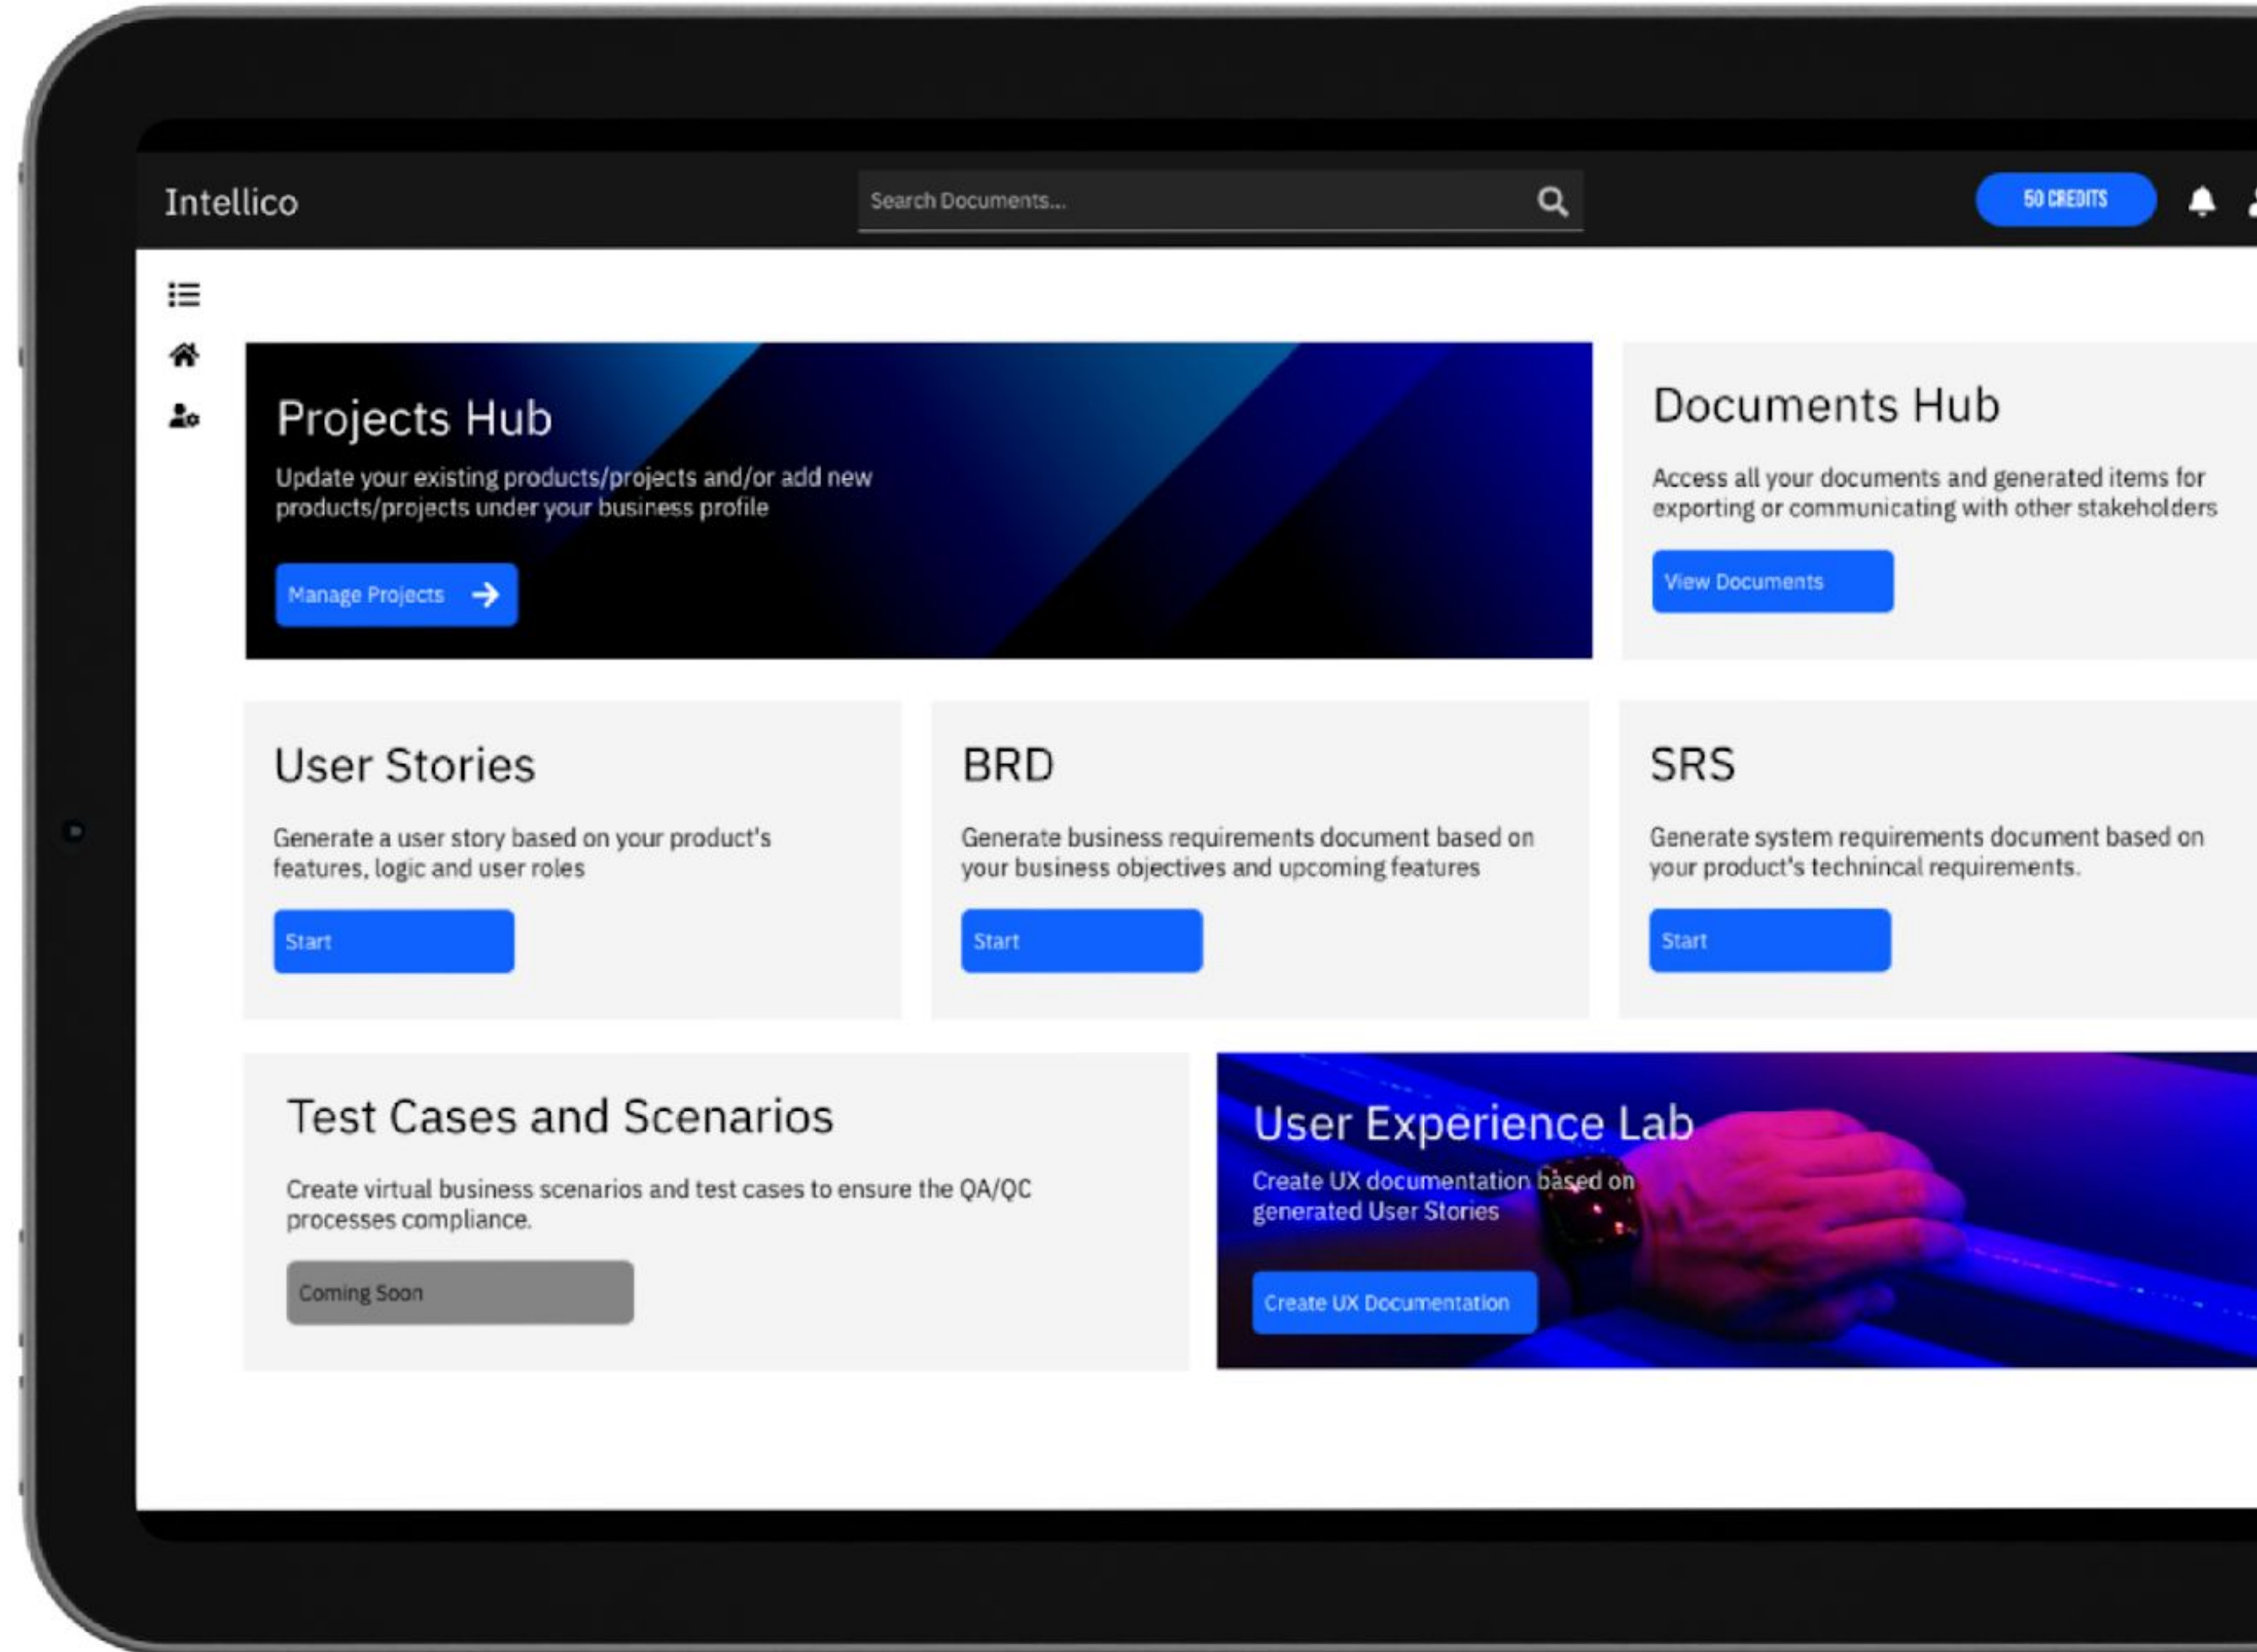 Intellico
Search Documents...
50 CREDITS
Projects Hub
Update your existing products/projects and/or add new
products/projects under your business profile
Manage Projects
Documents Hub
Access all your documents and generated items for
exporting or communicating with other stakeholders
View Documents
User Stories
Generate a user story based on your product's
features, logic and user roles
Start
BRD
Generate business requirements document based on
your business objectives and upcoming features
Start
SRS
Generate system requirements document based on
your product's technincal requirements.
Start
Test Cases and Scenarios
Create virtual business scenarios and test cases to ensure the QA/QC
processes compliance.
Coming Soon
User Experience Lab
Create UX documentation based on
generated User Stories
Create UX Documentation